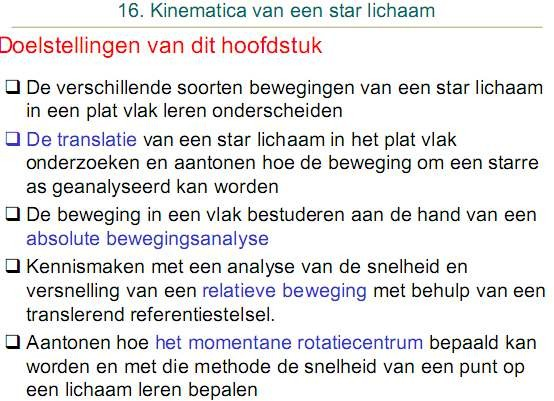 16. Kinematica van een star lichaam
Doelstellingen van dit hoofdstuk
❑ De verschillende soorten bewegingen van een star lichaam
in een plat vlak leren onderscheiden
❑ De translatie van een star lichaam in het plat vlak
onderzoeken en aantonen hoe de beweging om een starre
as geanalyseerd kan worden
❑ De beweging in een vlak bestuderen aan de hand van een
absolute bewegingsanalyse
❑ Kennismaken met een analyse van de snelheid en
versnelling van een relatieve beweging met behulp van een
translerend referentiestelsel.
❑ Aantonen hoe het momentane rotatiecentrum bepaald kan
worden en met die methode de snelheid van een punt op
een lichaam leren bepalen